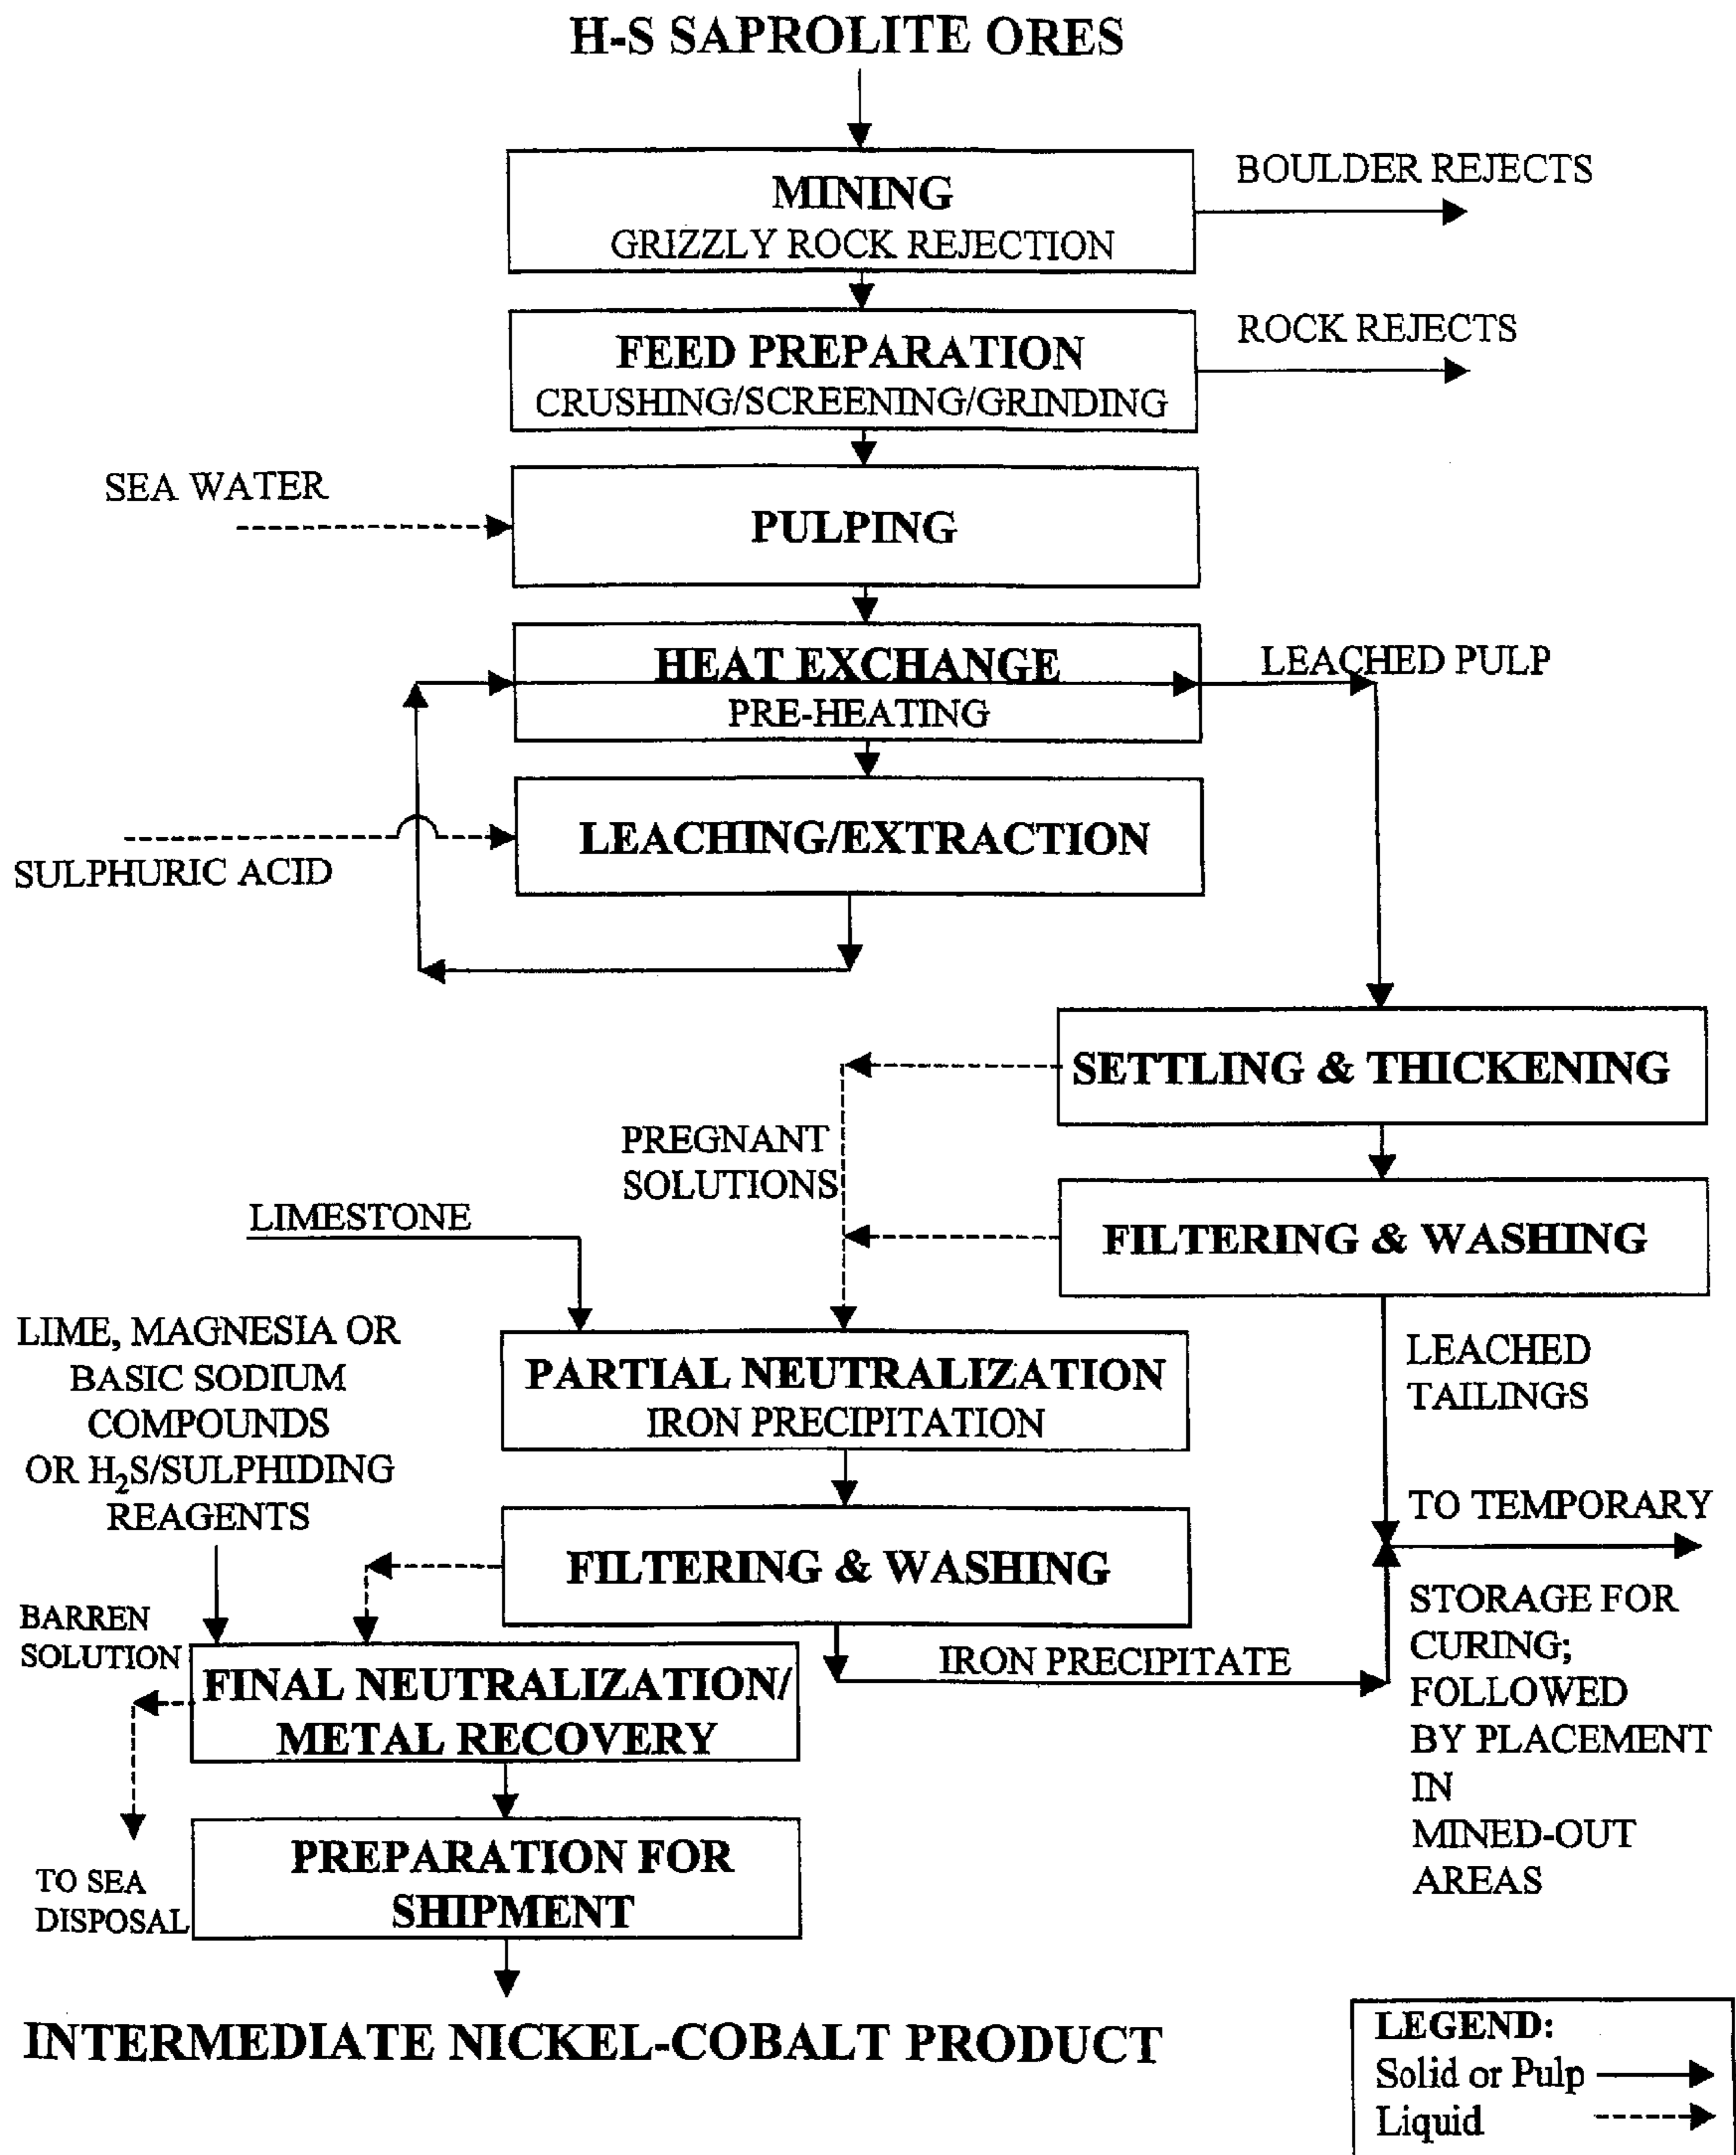 H-S SAPROLITE ORES
MINING
GRIZZLY ROCK REJECTION
BOULDER REJECTS
FEED PREPARATION
CRUSHING/SCREENING/GRINDING
ROCK REJECTS
SEA WATER
PULPING
HEAT EXCHANGE
PRE-HEATING
LEACHED PULP
LEACHING/EXTRACTION
SULPHURIC ACID
SETTLING & THICKENING
PREGNANT
SOLUTIONS
FILTERING & WASHING
LIMESTONE
LIME, MAGNESIA OR
BASIC SODIUM
COMPOUNDS
OR H₂S/SULPHIDING
REAGENTS
PARTIAL NEUTRALIZATION
IRON PRECIPITATION
LEACHED
TAILINGS
FILTERING & WASHING
TO TEMPORARY
STORAGE FOR
CURING;
FOLLOWED
BY PLACEMENT
IN
MINED-OUT
AREAS
IRON PRECIPITATE
BARREN
SOLUTION
FINAL NEUTRALIZATION/
METAL RECOVERY
TO SEA
DISPOSAL
PREPARATION FOR
SHIPMENT
INTERMEDIATE NICKEL-COBALT PRODUCT
LEGEND:
Solid or Pulp
Liquid